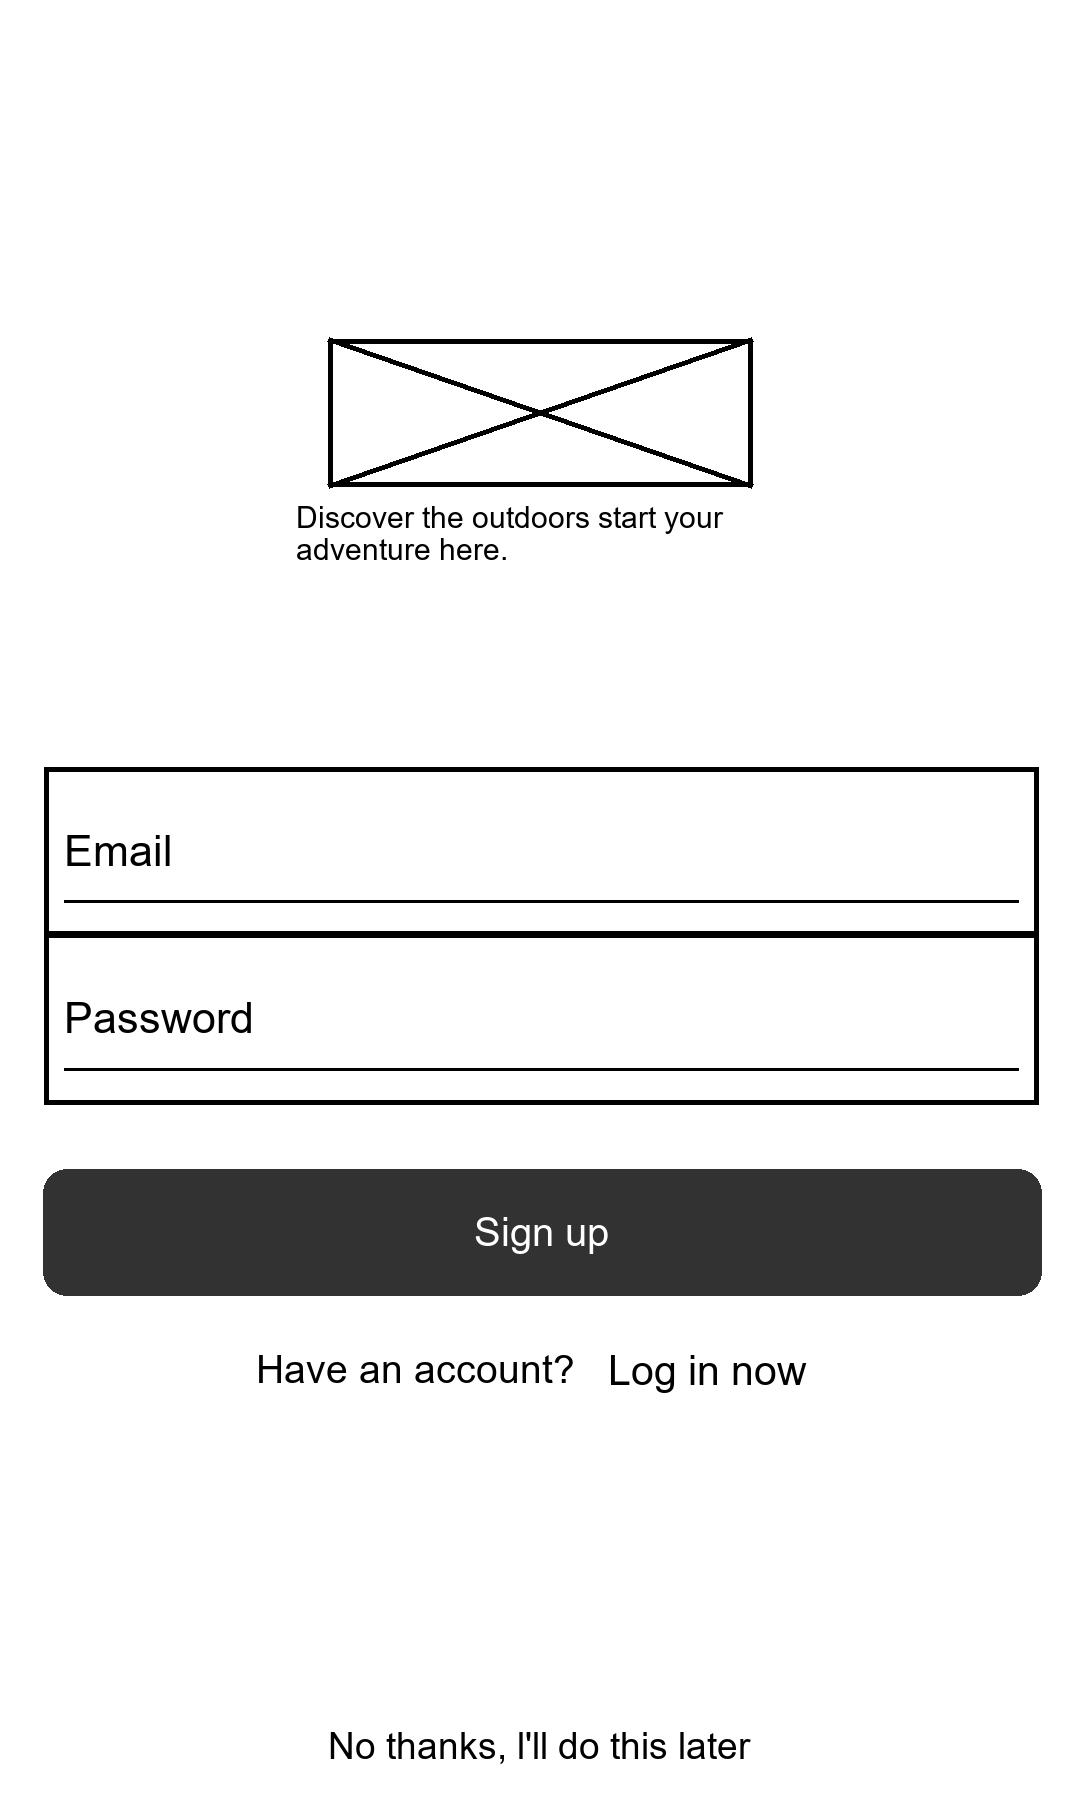 Discover the outdoors start your
adventure here.
Email
Password
Sign up
Have an account? Log in now
No thanks, I'll do this later